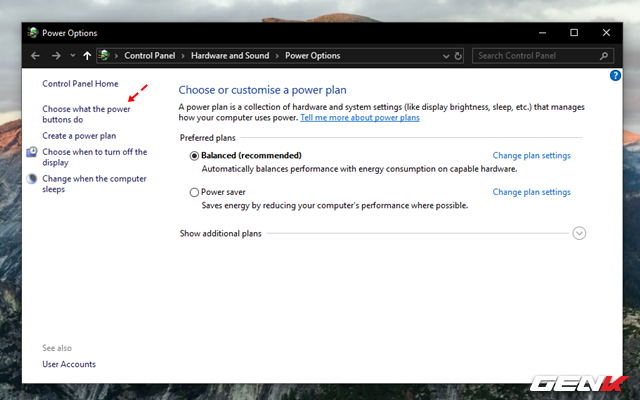 Power Options
Control Panel > Hardware and Sound > Power Options
Search Control Panel
Control Panel Home
Choose what the power
buttons do
Create a power plan
Choose when to turn off the
display
Change when the computer
sleeps
Choose or customise a power plan
A power plan is a collection of hardware and system settings (like display brightness, sleep, etc.) that manages
how your computer uses power. Tell me more about power plans
Preferred plans
Balanced (recommended) Change plan settings
Automatically balances performance with energy consumption on capable hardware.
Power saver Change plan settings
Saves energy by reducing your computer's performance where possible.
Show additional plans
See also
User Accounts
GENK